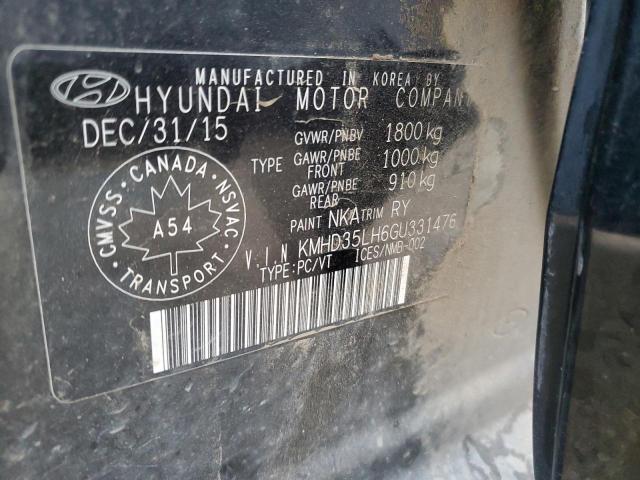 MANUFACTURED IN KOREA BY
HYUNDAI MOTOR COMPANY
DEC/31/15
GVWR/PNBV 1800 kg
TYPE GAWR/PNBE FRONT 1000 kg
GAWR/PNBE REAR 910 kg
PAINT NKA TRIM RY
V.I.N KMHD35LH6GU331476
TYPE:PC/VT ICES/NMB-002
CANADA
CMVSS · NSVAC
A54
TRANSPORT